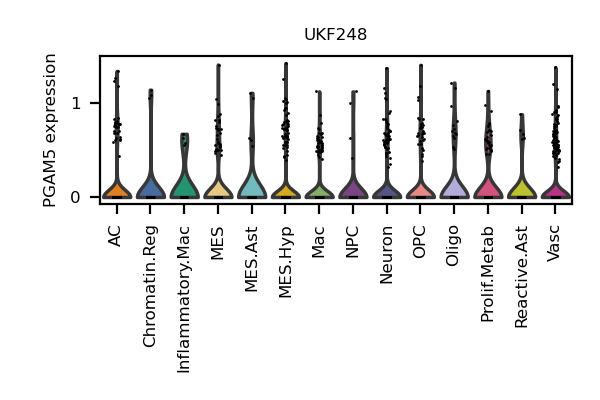 UKF248
PGAM5 expression
1
0
AC
Chromatin.Reg
Inflammatory.Mac
MES
MES.Ast
MES.Hyp
Mac
NPC
Neuron
OPC
Oligo
Prolif.Metab
Reactive.Ast
Vasc